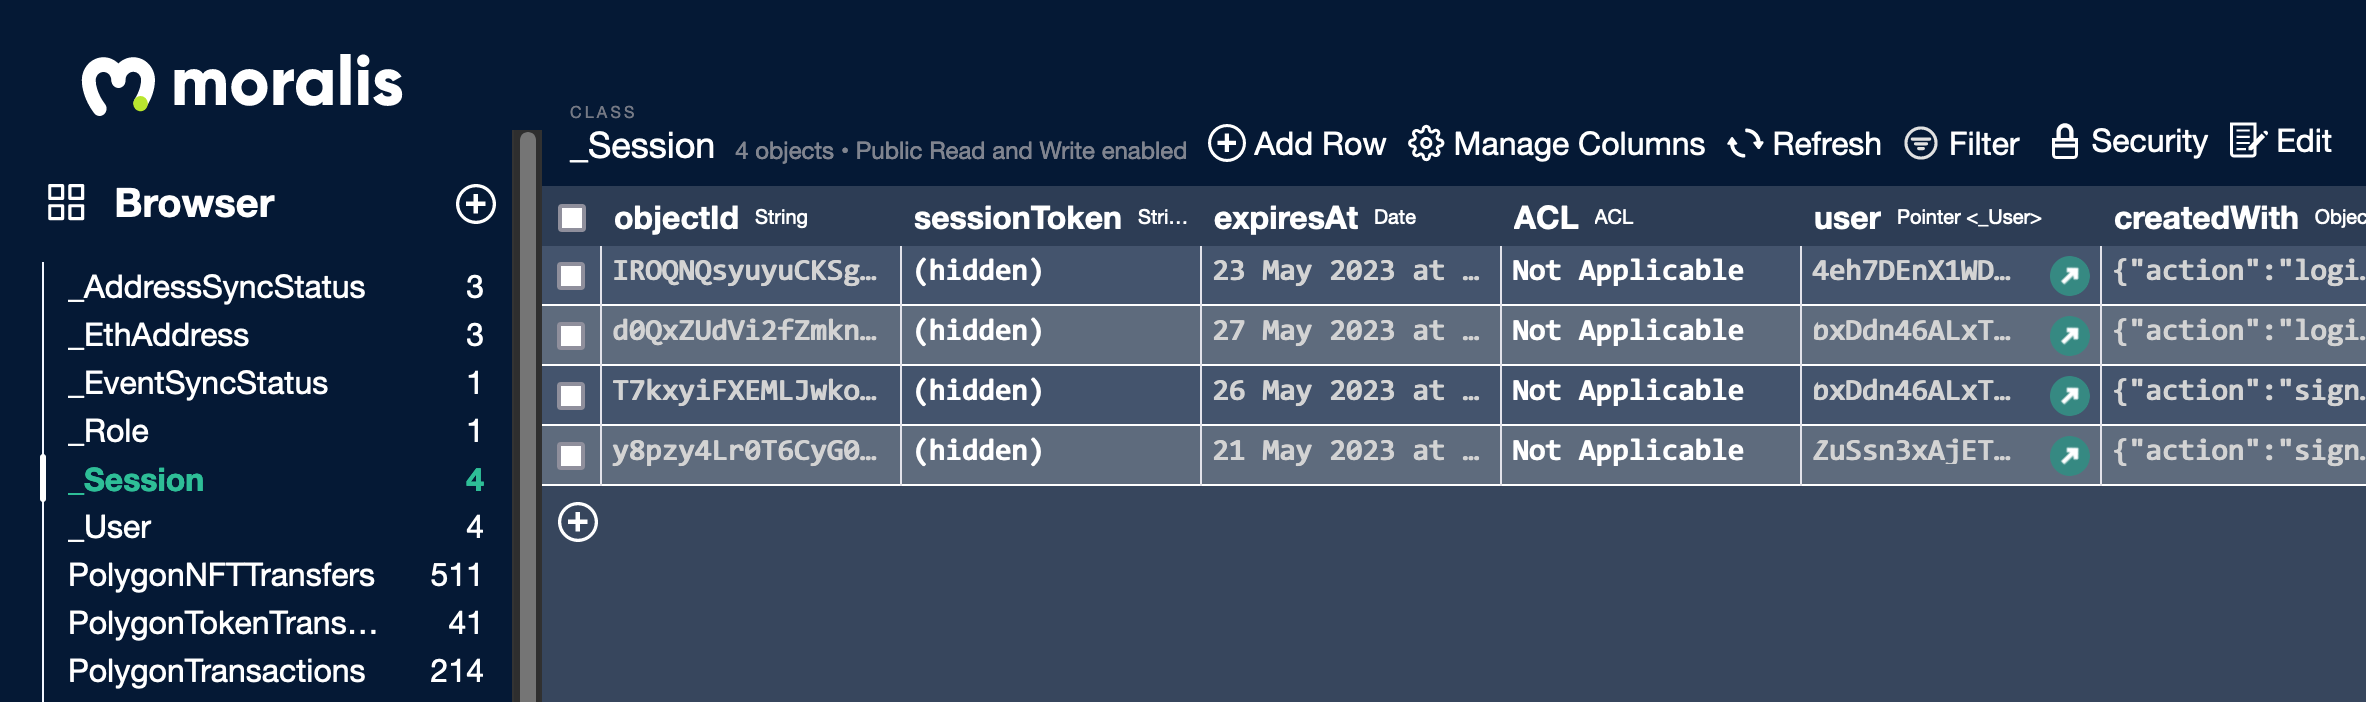 moralis
Browser
_AddressSyncStatus 3
_EthAddress 3
_EventSyncStatus 1
_Role 1
_Session 4
_User 4
PolygonNFTTransfers 511
PolygonTokenTrans... 41
PolygonTransactions 214
CLASS
_Session 4 objects • Public Read and Write enabled Add Row Manage Columns Refresh Filter Security Edit
objectId String sessionToken Stri... expiresAt Date ACL ACL user Pointer <_User> createdWith Objec
IROQNQsyuyuCKSg... (hidden) 23 May 2023 at ... Not Applicable 4eh7DEnX1WD... {"action":"logi.
d0QxZUdVi2fZmkn... (hidden) 27 May 2023 at ... Not Applicable oxDdn46ALxT... {"action":"logi.
T7kxyiFXEMLJwko... (hidden) 26 May 2023 at ... Not Applicable oxDdn46ALxT... {"action":"sign.
y8pzy4Lr0T6CyG0... (hidden) 21 May 2023 at ... Not Applicable ZuSsn3xAjET... {"action":"sign.